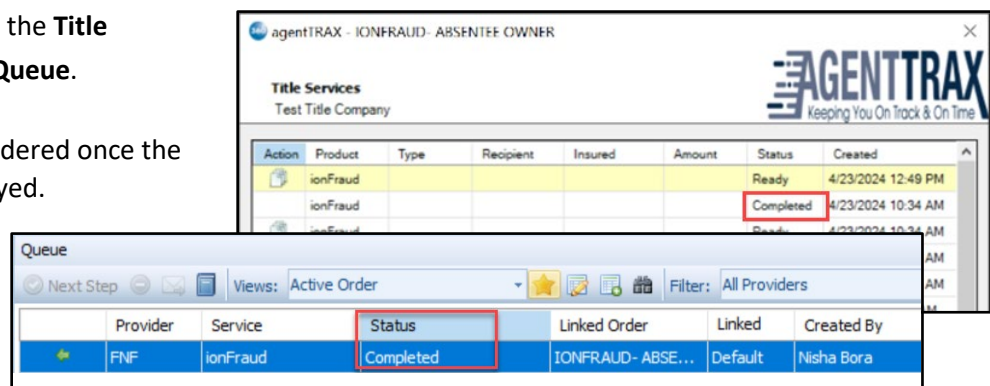 the Title
Queue.
dered once the
yed.
agentTRAX - IONFRAUD- ABSENTEE OWNER
Title Services
Test Title Company
AGENTTRAX
Keeping You On Track & On Time
Action Product Type Recipient Insured Amount Status Created
ionFraud Ready 4/23/2024 12:49 PM
ionFraud Completed 4/23/2024 10:34 AM
AM
AM
AM
Queue
Next Step Views: Active Order Filter: All Providers
Provider Service Status Linked Order Linked Created By
FNF ionFraud Completed IONFRAUD- ABSE... Default Nisha Bora